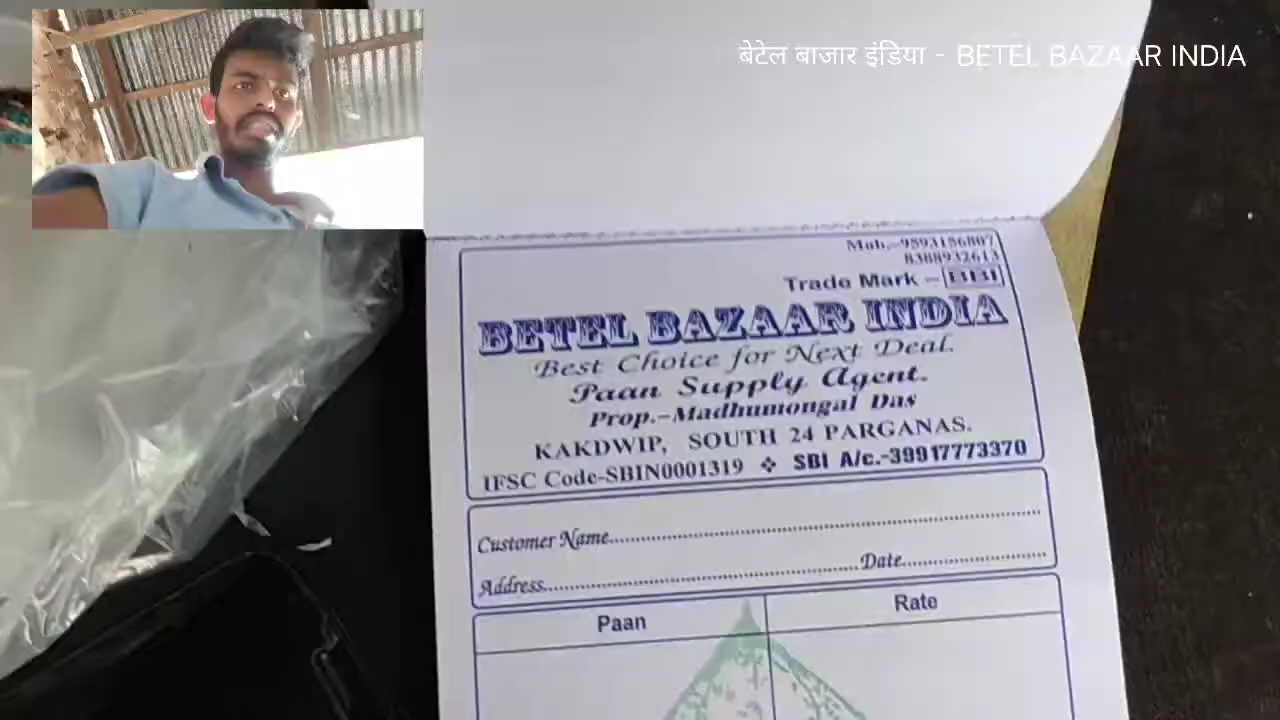 बेटेल बाजार इंडिया - BETEL BAZAAR INDIA
Mob.-9593156807
8388932613
Trade Mark – BBI
BETEL BAZAAR INDIA
Best Choice for Next Deal.
Paan Supply Agent.
Prop.-Madhumongal Das
KAKDWIP, SOUTH 24 PARGANAS.
IFSC Code-SBIN0001319 ❖ SBI A/c.-39917773370
Customer Name
Address Date
Paan Rate